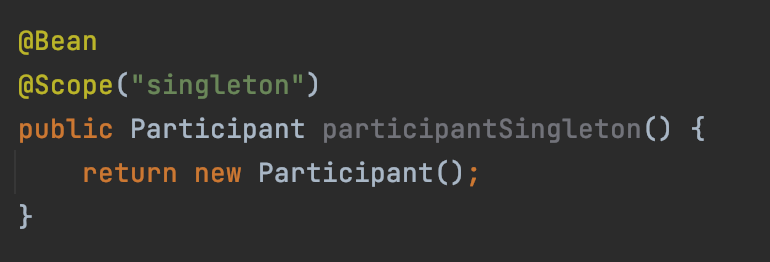 @Bean
@Scope("singleton")
public Participant participantSingleton() {
    return new Participant();
}